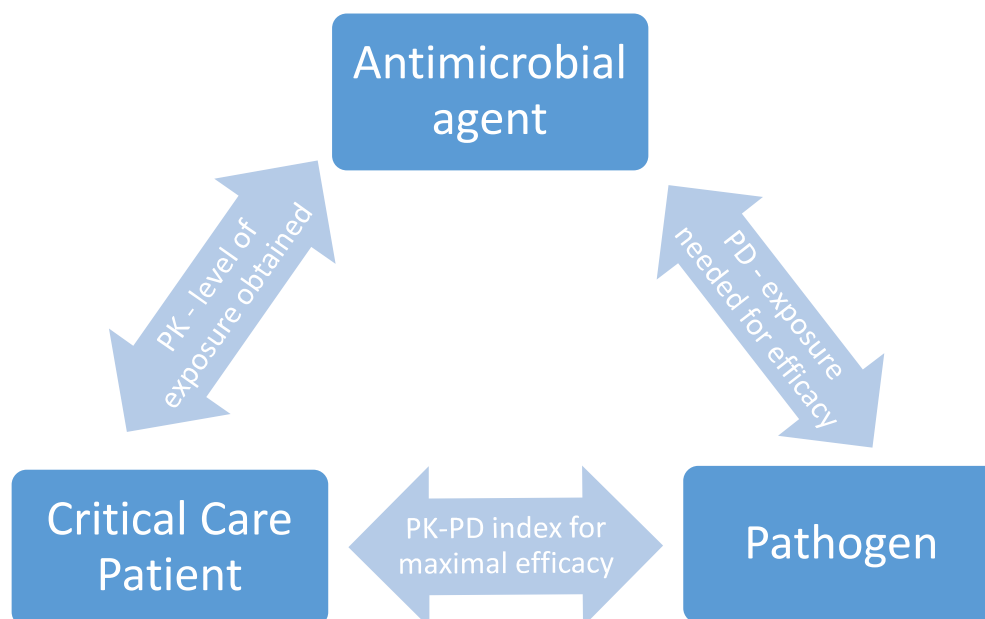 Antimicrobial
agent
PK - level of
exposure obtained
PD - exposure
needed for efficacy
Critical Care
Patient
PK-PD index for
maximal efficacy
Pathogen